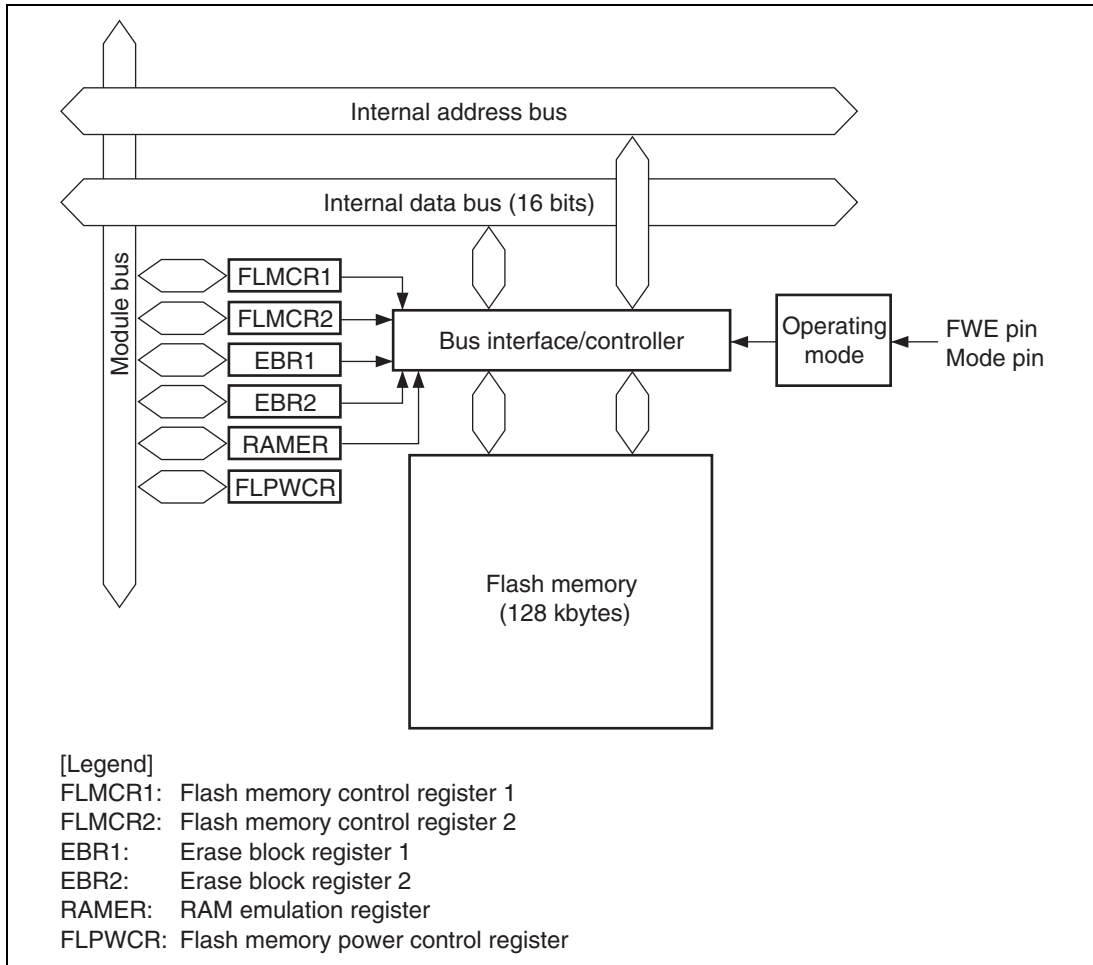 Internal address bus
Internal data bus (16 bits)
Module bus
FLMCR1
FLMCR2
EBR1
EBR2
RAMER
FLPWCR
Bus interface/controller
Operating
mode
FWE pin
Mode pin
Flash memory
(128 kbytes)
[Legend]
FLMCR1: Flash memory control register 1
FLMCR2: Flash memory control register 2
EBR1: Erase block register 1
EBR2: Erase block register 2
RAMER: RAM emulation register
FLPWCR: Flash memory power control register